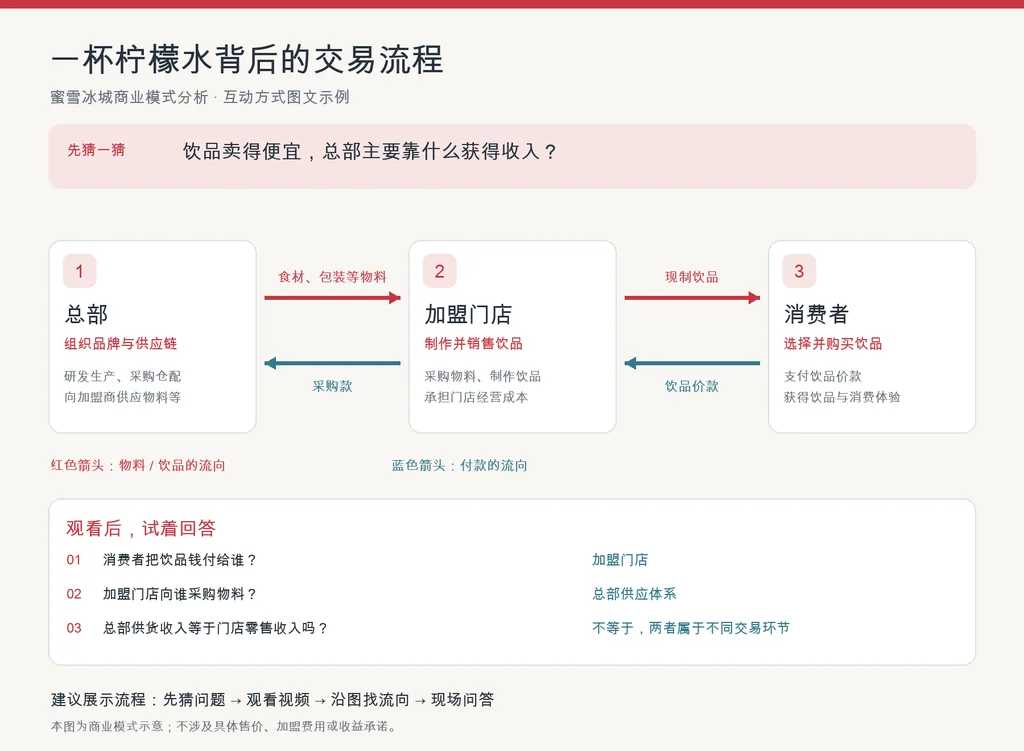 一杯柠檬水背后的交易流程
蜜雪冰城商业模式分析 · 互动方式图文示例
先猜一猜
饮品卖得便宜，总部主要靠什么获得收入？
1
总部
组织品牌与供应链
研发生产、采购仓配
向加盟商供应物料等
食材、包装等物料
采购款
2
加盟门店
制作并销售饮品
采购物料、制作饮品
承担门店经营成本
现制饮品
饮品价款
3
消费者
选择并购买饮品
支付饮品价款
获得饮品与消费体验
红色箭头：物料 / 饮品的流向
蓝色箭头：付款的流向
观看后，试着回答
01 消费者把饮品钱付给谁？ 加盟门店
02 加盟门店向谁采购物料？ 总部供应体系
03 总部供货收入等于门店零售收入吗？ 不等于，两者属于不同交易环节
建议展示流程：先猜问题 → 观看视频 → 沿图找流向 → 现场问答
本图为商业模式示意；不涉及具体售价、加盟费用或收益承诺。